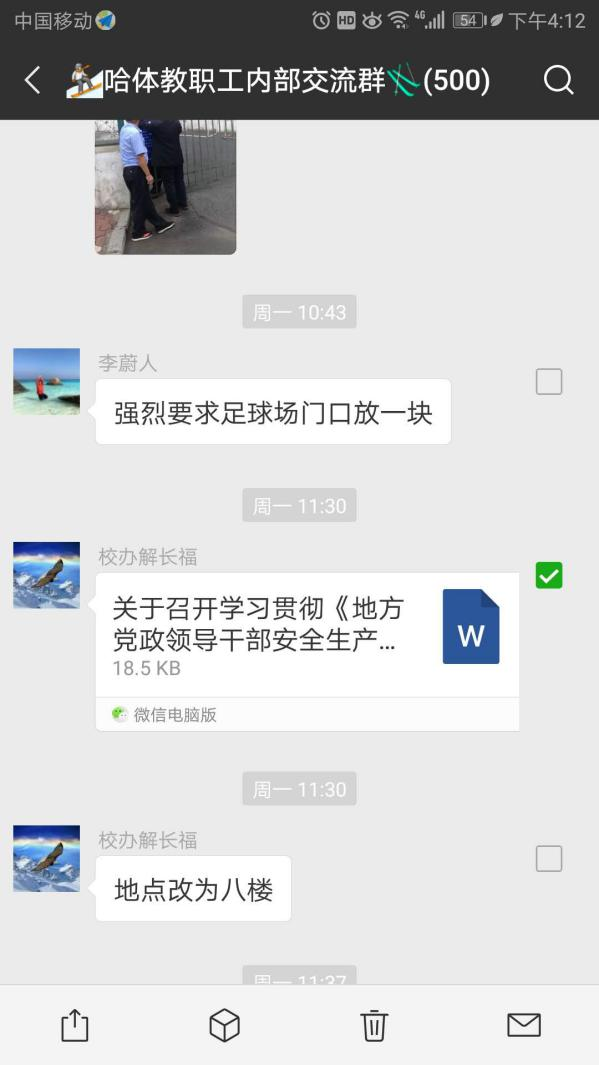 中国移动
HD 4G 54 下午4:12
哈体教职工内部交流群(500)
周一 10:43
李蔚人
强烈要求足球场门口放一块
周一 11:30
校办解长福
关于召开学习贯彻《地方
党政领导干部安全生产...
W
18.5 KB
微信电脑版
周一 11:30
校办解长福
地点改为八楼
周一 11:37